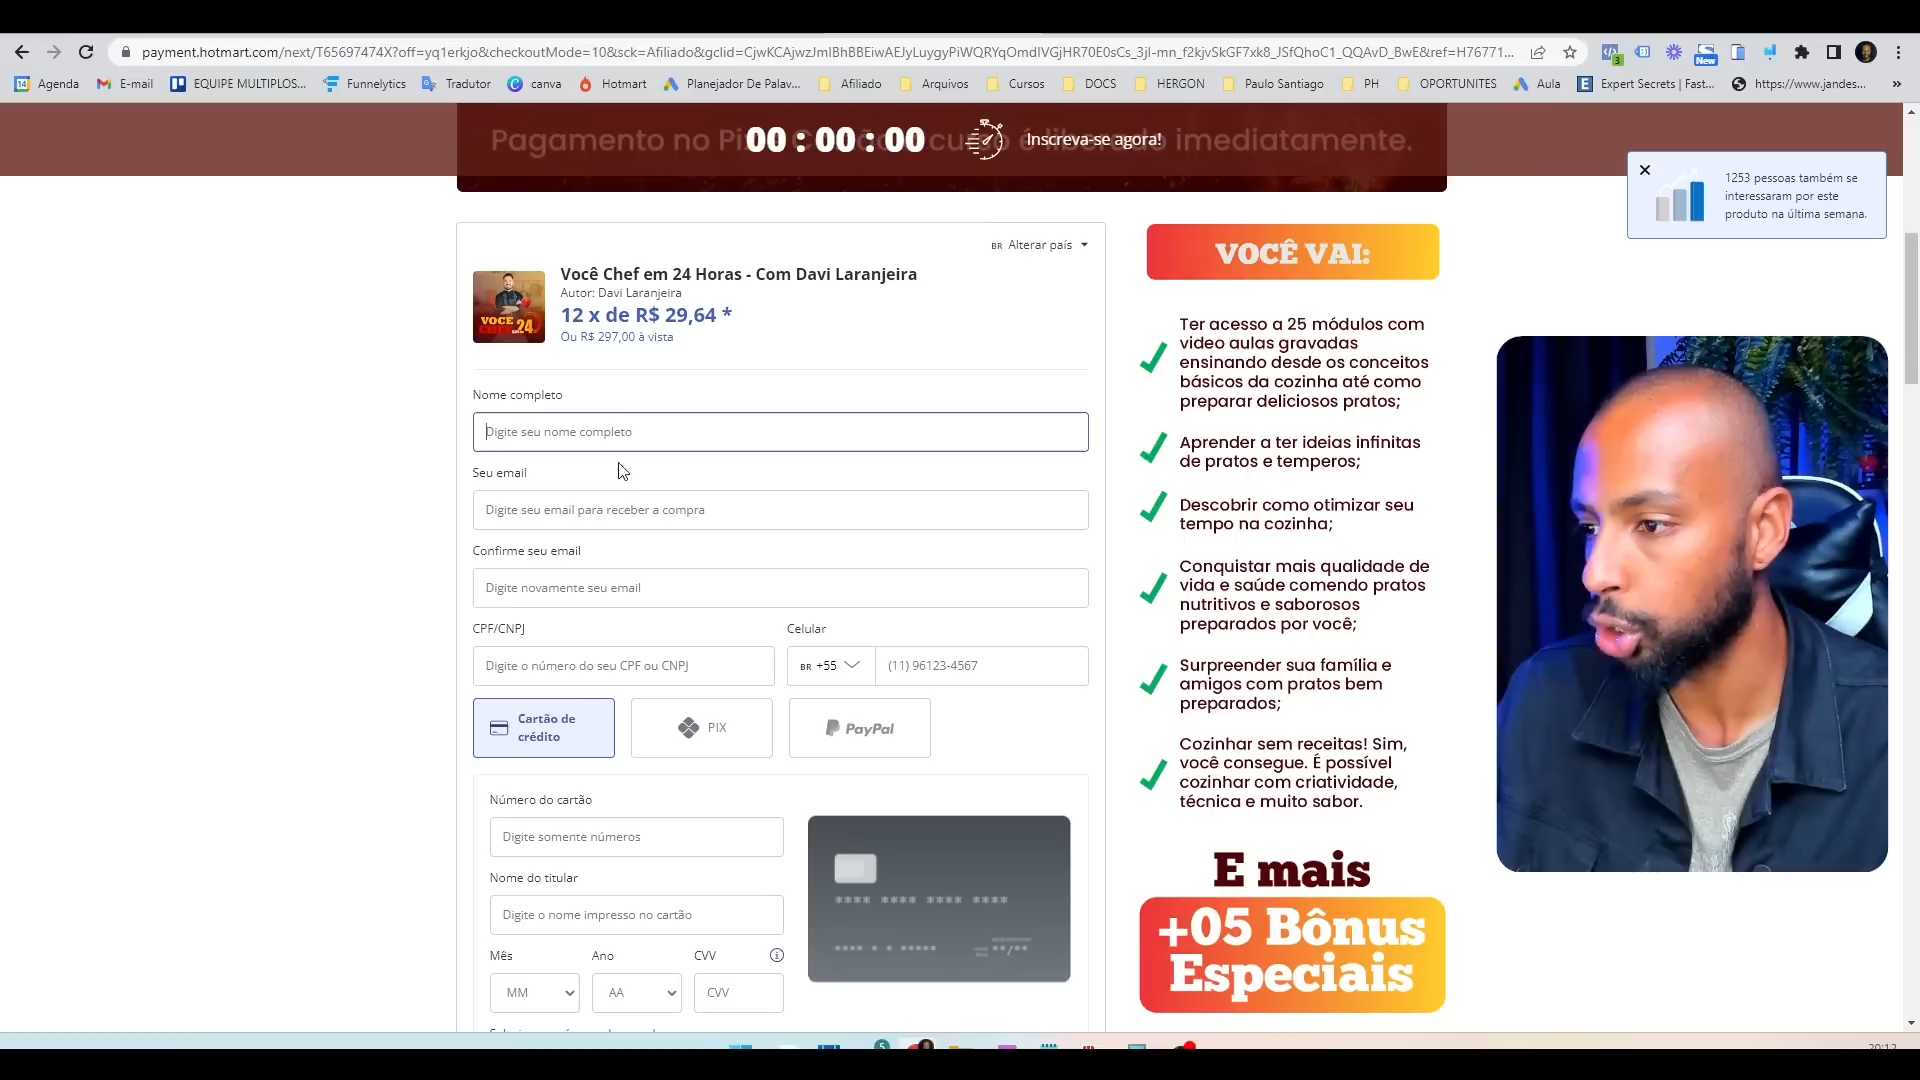 payment.hotmart.com/next/T65697474X?off=yq1erkjo&checkoutMode=10&sck=Afiliado&gclid=CjwKCAjwzJmlBhBBEiwAEJyLuygyPiWQRYqOmdIVGjHR70E0sCs_3jI-mn_f2kjvSkGF7xk8_JSfQhoC1_QQAvD_BwE&ref=H76771...
3
New
14 Agenda
E-mail
EQUIPE MULTIPLOS...
Funnelytics
Tradutor
canva
Hotmart
Planejador De Palav...
Afiliado
Arquivos
Cursos
DOCS
HERGON
Paulo Santiago
PH
OPORTUNITES
Aula
Expert Secrets | Fast...
https://www.jandes...
»
00 : 00 : 00
Inscreva-se agora!
1253 pessoas também se
interessaram por este
produto na última semana.
BR Alterar país
Você Chef em 24 Horas - Com Davi Laranjeira
Autor: Davi Laranjeira
12 x de R$ 29,64 *
Ou R$ 297,00 à vista
Nome completo
Digite seu nome completo
Seu email
Digite seu email para receber a compra
Confirme seu email
Digite novamente seu email
CPF/CNPJ
Celular
Digite o número do seu CPF ou CNPJ
BR +55
(11) 96123-4567
Cartão de
crédito
PIX
PayPal
Número do cartão
Digite somente números
Nome do titular
Digite o nome impresso no cartão
Mês
Ano
CVV
MM
AA
CVV
VOCÊ VAI:
Ter acesso a 25 módulos com
video aulas gravadas
ensinando desde os conceitos
básicos da cozinha até como
preparar deliciosos pratos;
Aprender a ter ideias infinitas
de pratos e temperos;
Descobrir como otimizar seu
tempo na cozinha;
Conquistar mais qualidade de
vida e saúde comendo pratos
nutritivos e saborosos
preparados por você;
Surpreender sua família e
amigos com pratos bem
preparados;
Cozinhar sem receitas! Sim,
você consegue. É possível
cozinhar com criatividade,
técnica e muito sabor.
E mais
+05 Bônus
Especiais